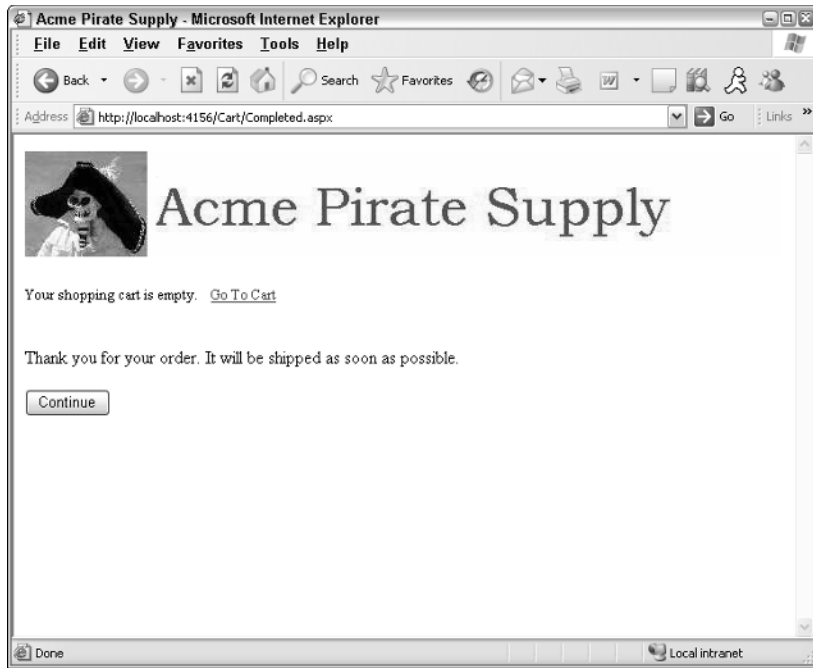 Acme Pirate Supply - Microsoft Internet Explorer
File Edit View Favorites Tools Help
Back Search Favorites W
Address http://localhost:4156/Cart/Completed.aspx Go Links »
Acme Pirate Supply
Your shopping cart is empty. Go To Cart
Thank you for your order. It will be shipped as soon as possible.
Continue
Done Local intranet